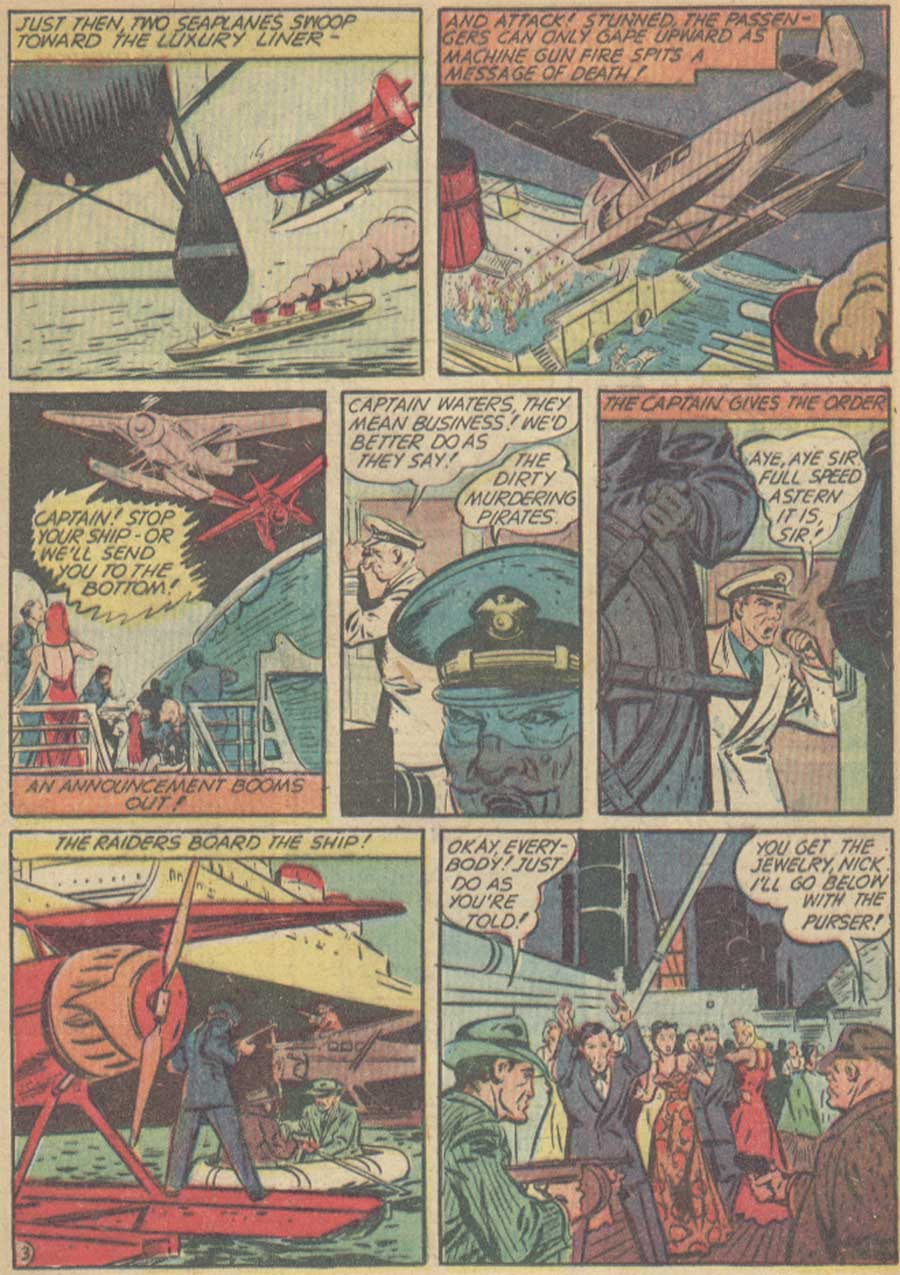 JUST THEN, TWO SEAPLANES SWOOP
TOWARD THE LUXURY LINER -
AND ATTACK! STUNNED, THE PASSEN-
GERS CAN ONLY GAPE UPWARD AS
MACHINE GUN FIRE SPITS A
MESSAGE OF DEATH!
CAPTAIN! STOP
YOUR SHIP - OR
WE'LL SEND
YOU TO THE
BOTTOM!
AN ANNOUNCEMENT BOOMS
OUT!
CAPTAIN WATERS, THEY
MEAN BUSINESS! WE'D
BETTER DO AS
THEY SAY!
THE
DIRTY
MURDERING
PIRATES.
THE CAPTAIN GIVES THE ORDER
AYE, AYE SIR
FULL SPEED
ASTERN
IT IS,
SIR!
THE RAIDERS BOARD THE SHIP!
3
OKAY, EVERY-
BODY! JUST
DO AS
YOU'RE
TOLD!
YOU GET THE
JEWELRY, NICK.
I'LL GO BELOW
WITH THE
PURSER!